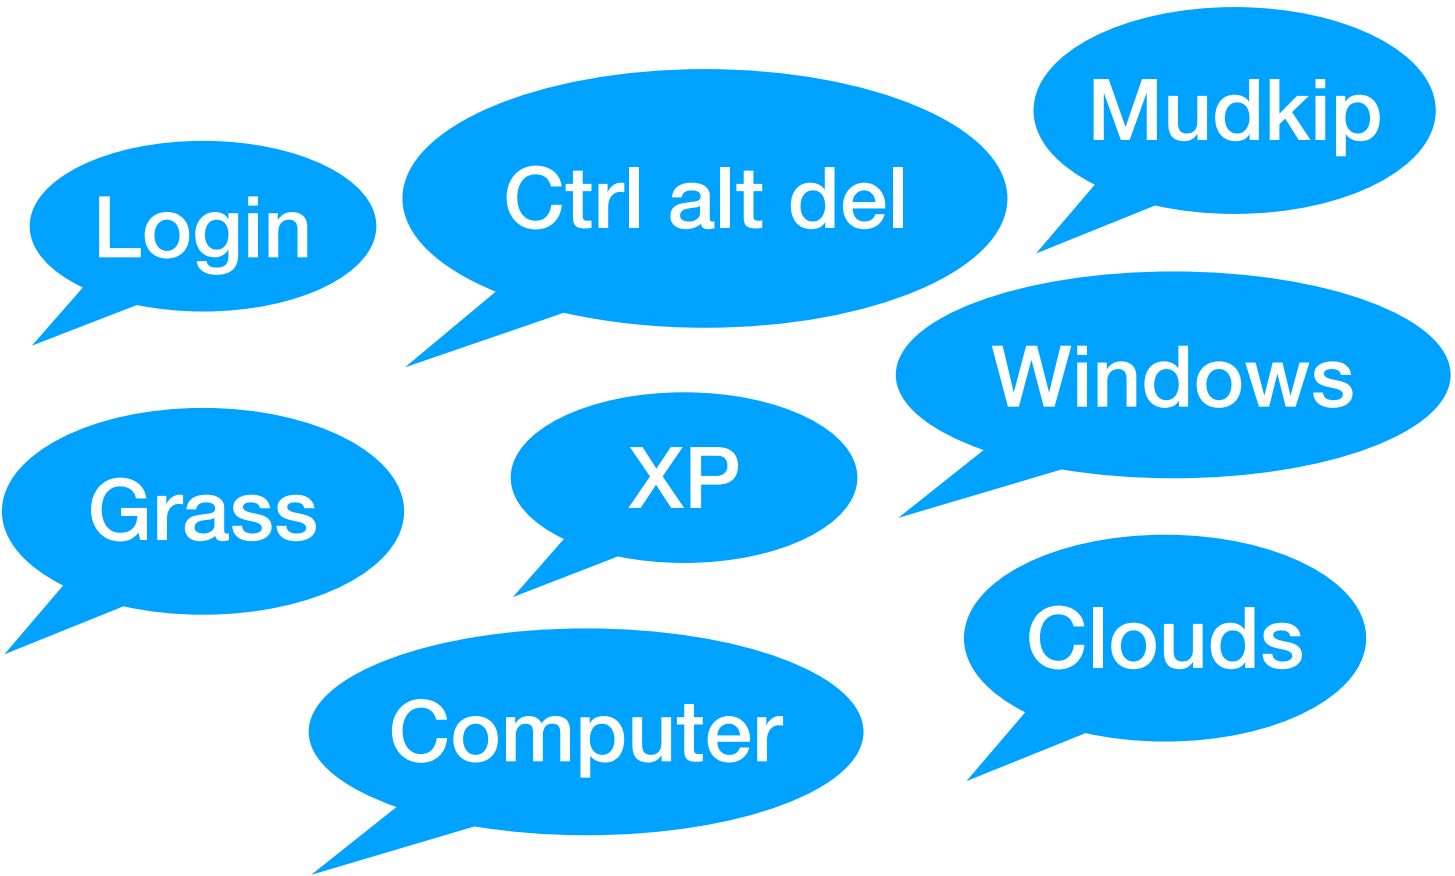 Mudkip
Ctrl alt del
Login
Windows
XP
Grass
Clouds
Computer